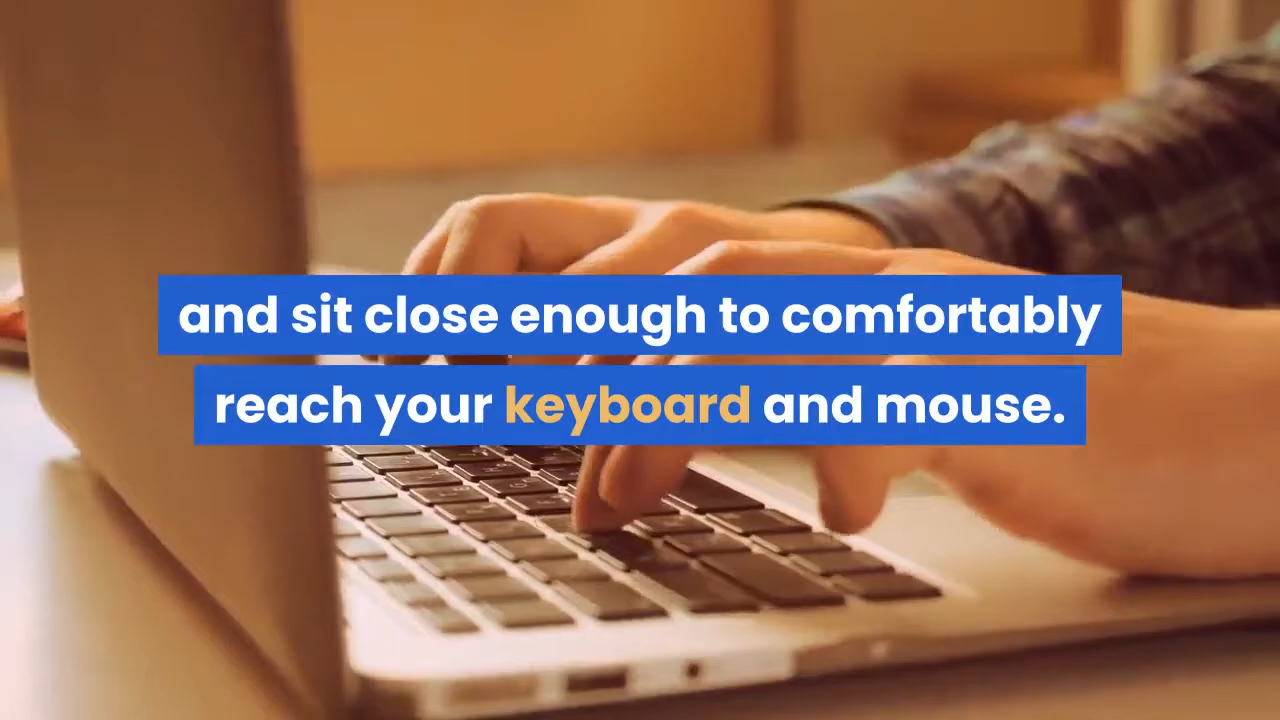 and sit close enough to comfortably
reach your keyboard and mouse.